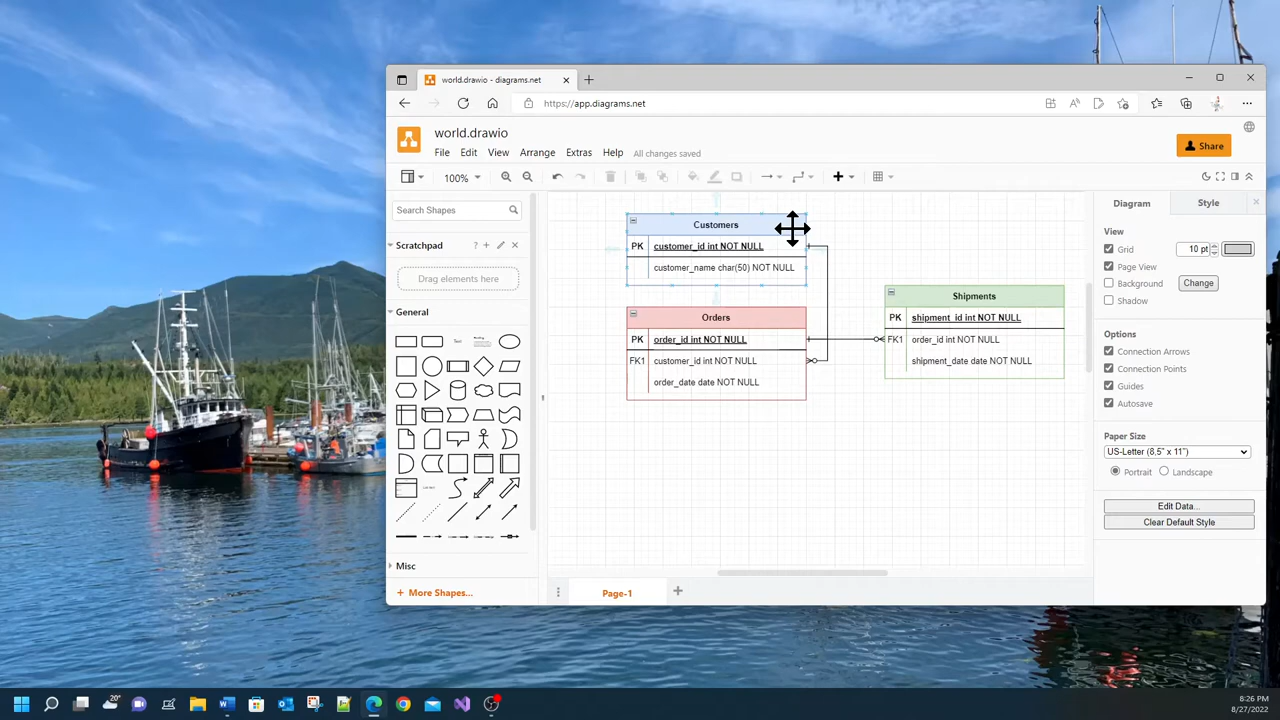 world.drawio - diagrams.net
https://app.diagrams.net
world.drawio
File Edit View Arrange Extras Help All changes saved
Share
100%
Search Shapes
Scratchpad
Drag elements here
General
Text
Misc
+ More Shapes...
Customers
PK customer_id int NOT NULL
customer_name char(50) NOT NULL
Orders
PK order_id int NOT NULL
FK1 customer_id int NOT NULL
order_date date NOT NULL
Shipments
PK shipment_id int NOT NULL
FK1 order_id int NOT NULL
shipment_date date NOT NULL
Page-1
Diagram Style
View
Grid 10 pt
Page View
Background Change
Shadow
Options
Connection Arrows
Connection Points
Guides
Autosave
Paper Size
US-Letter (8,5" x 11")
Portrait Landscape
Edit Data...
Clear Default Style
20°
8:26 PM
8/27/2022